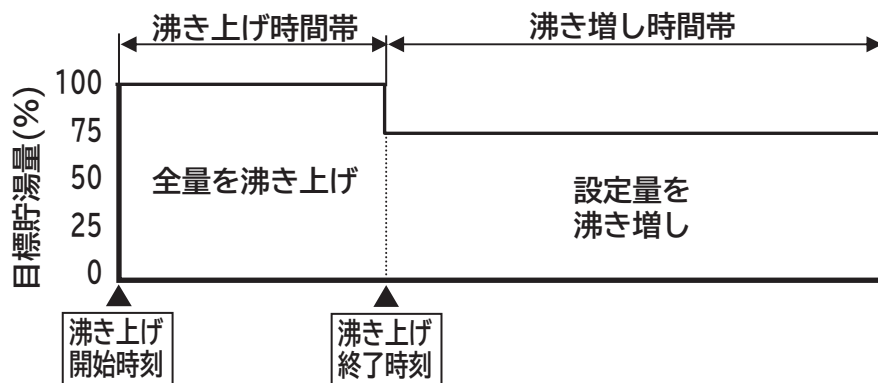 沸き上げ時間帯
沸き増し時間帯
目標貯湯量(%)
100
75
50
25
0
全量を沸き上げ
設定量を
沸き増し
沸き上げ
開始時刻
沸き上げ
終了時刻